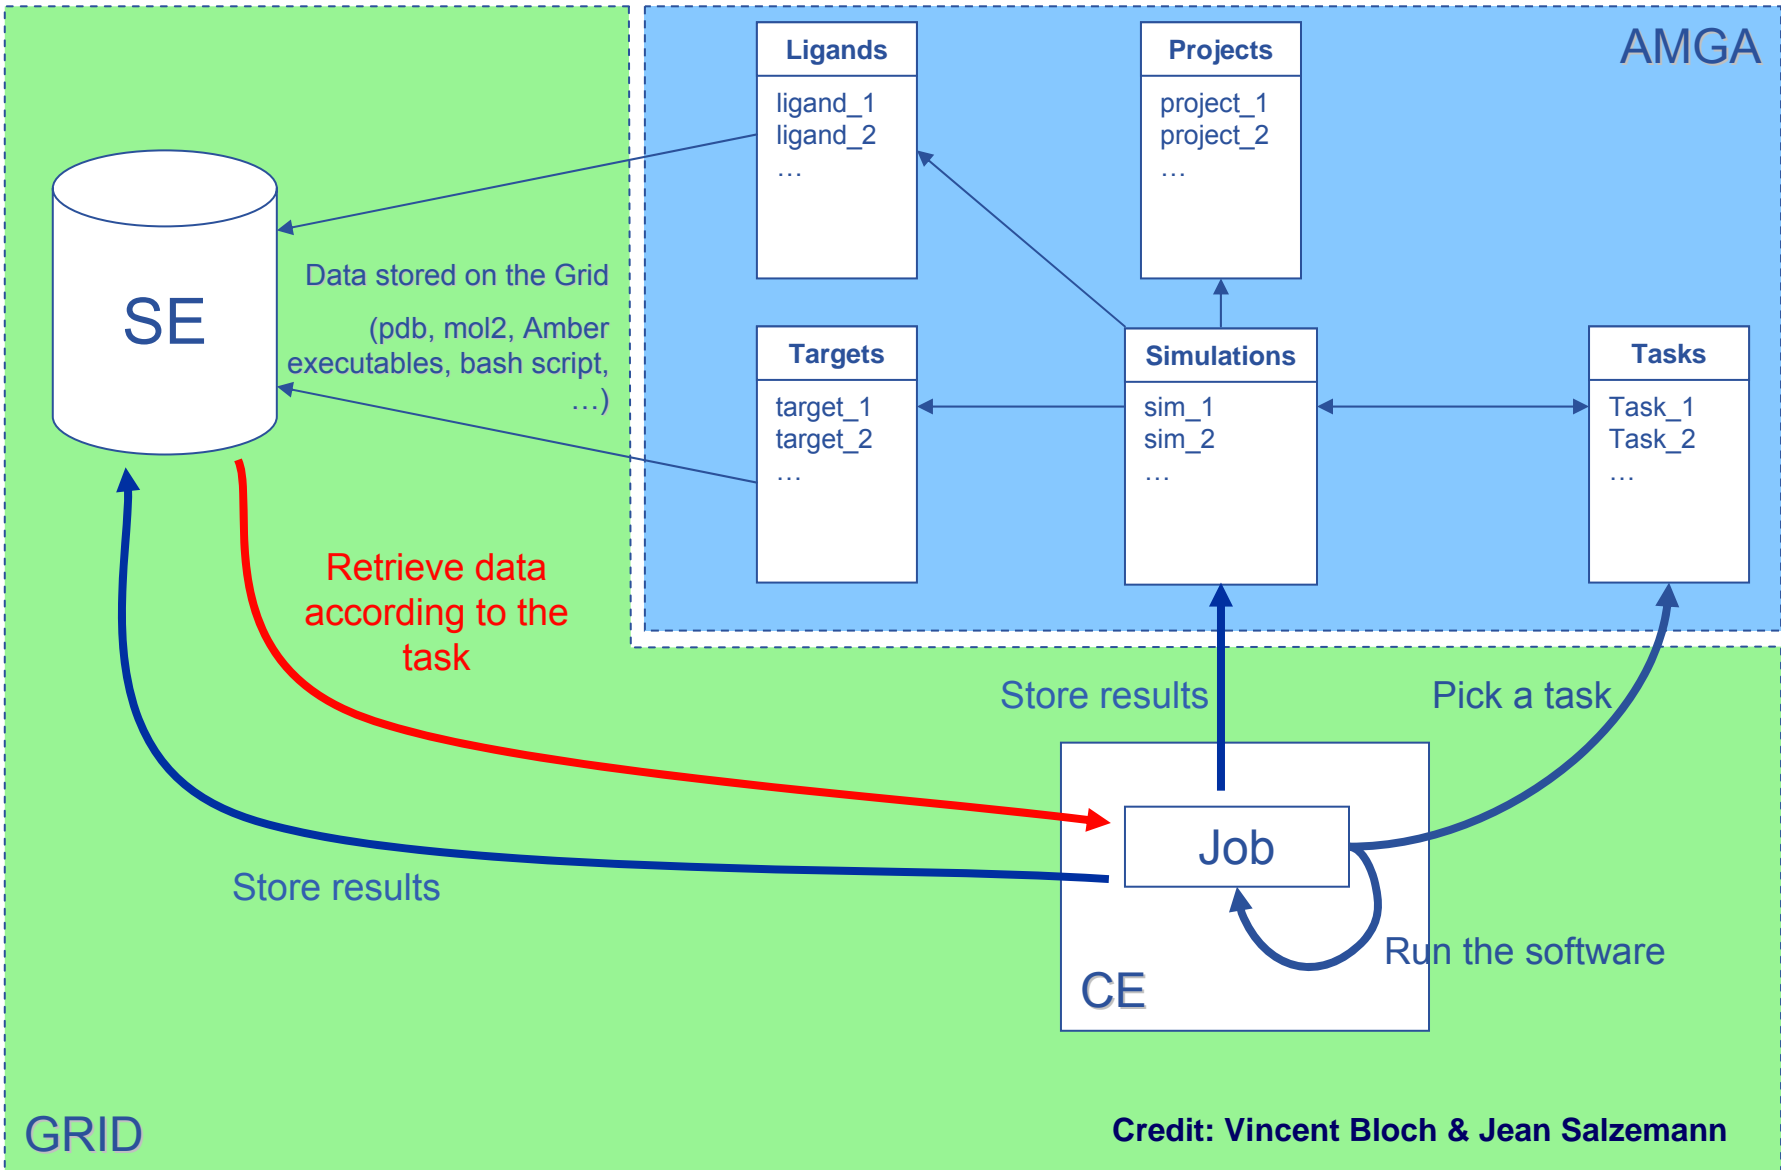 AMGA
Ligands
ligand_1
ligand_2
…
Projects
project_1
project_2
…
SE
Data stored on the Grid
(pdb, mol2, Amber
executables, bash script,
…)
Targets
target_1
target_2
…
Simulations
sim_1
sim_2
…
Tasks
Task_1
Task_2
…
Retrieve data
according to the
task
Store results
Pick a task
Job
Store results
Run the software
CE
GRID
Credit: Vincent Bloch & Jean Salzemann